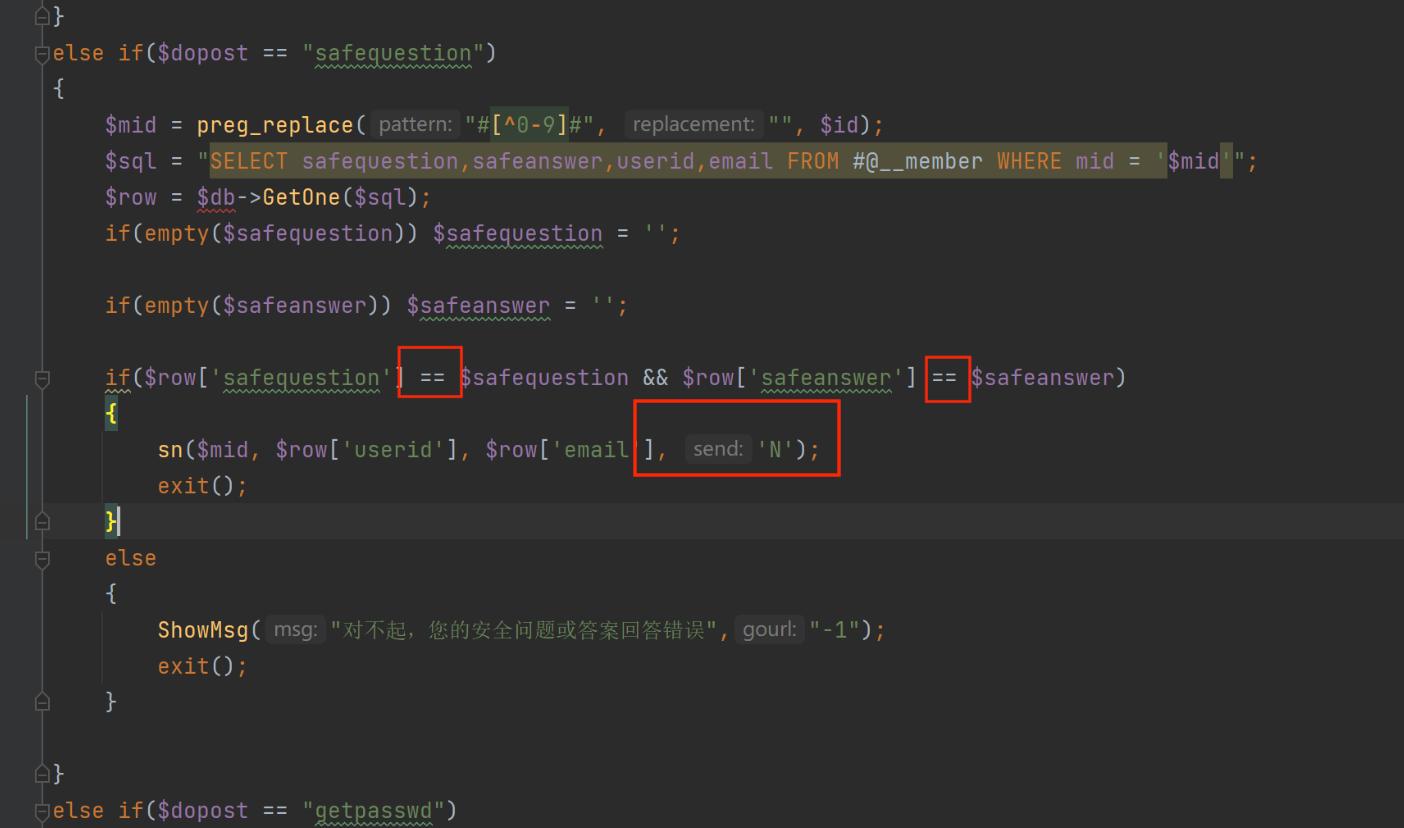 }
else if($dopost == "safequestion")
{
$mid = preg_replace( pattern: "#[^0-9]#", replacement: "", $id);
$sql = "SELECT safequestion,safeanswer,userid,email FROM #@__member WHERE mid = '$mid'";
$row = $db->GetOne($sql);
if(empty($safequestion)) $safequestion = '';
if(empty($safeanswer)) $safeanswer = '';
if($row['safequestion'] == $safequestion && $row['safeanswer'] == $safeanswer)
{
sn($mid, $row['userid'], $row['email'], send: 'N');
exit();
}
else
{
ShowMsg( msg: "对不起，您的安全问题或答案回答错误", gourl: "-1");
exit();
}
}
else if($dopost == "getpasswd")